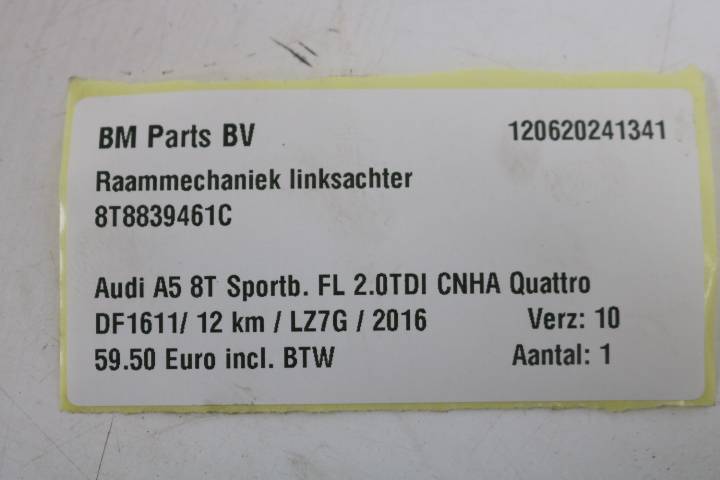 BM Parts BV 120620241341
Raammechaniek linksachter
8T8839461C
Audi A5 8T Sportb. FL 2.0TDI CNHA Quattro
DF1611/ 12 km / LZ7G / 2016 Verz: 10
59.50 Euro incl. BTW Aantal: 1